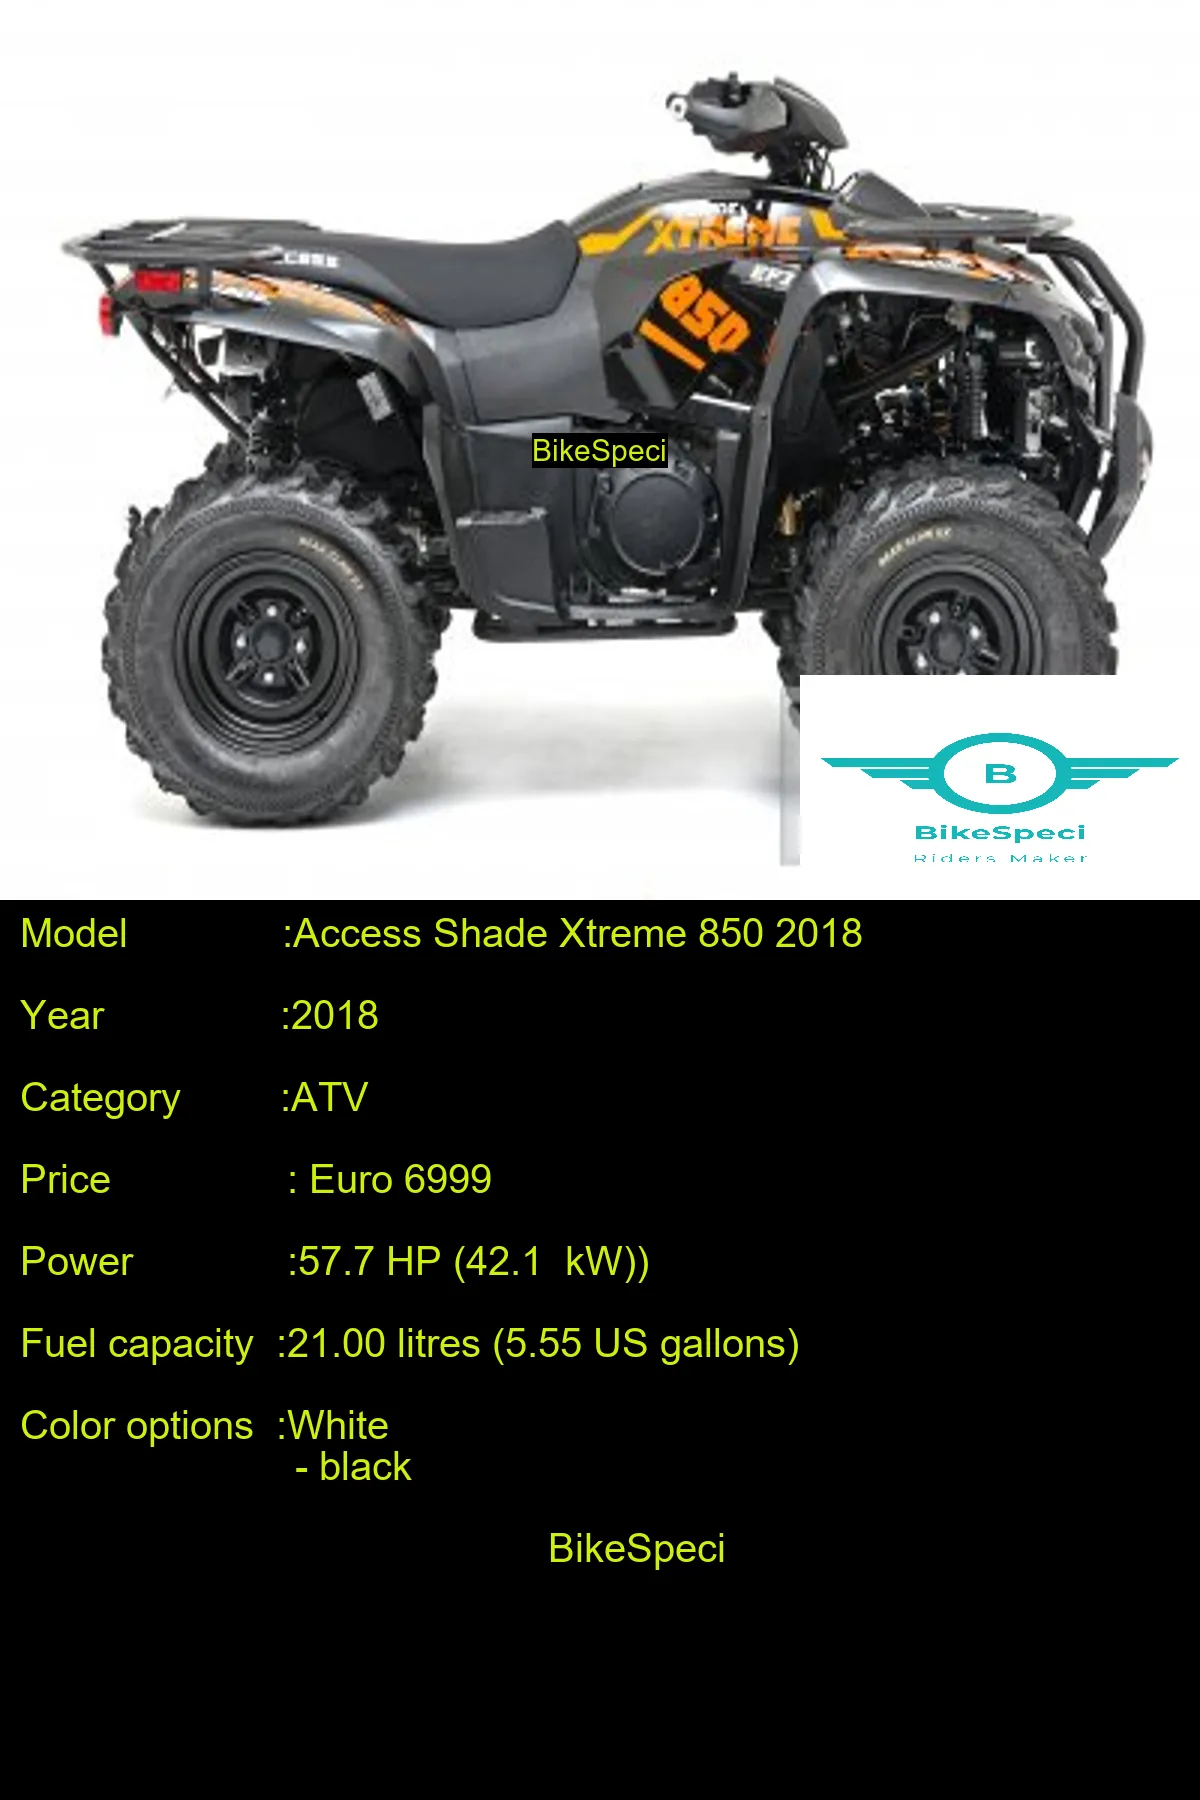 XTREME
CESS
EFI
850
BikeSpeci
B
BikeSpeci
Riders Maker
Model :Access Shade Xtreme 850 2018
Year :2018
Category :ATV
Price : Euro 6999
Power :57.7 HP (42.1 kW))
Fuel capacity :21.00 litres (5.55 US gallons)
Color options :White
- black
BikeSpeci